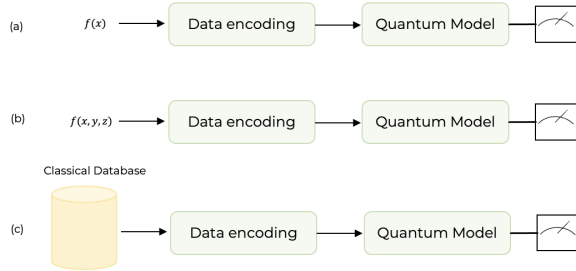 (a) f(x) Data encoding Quantum Model
(b) f(x, y, z) Data encoding Quantum Model
Classical Database
(c) Data encoding Quantum Model